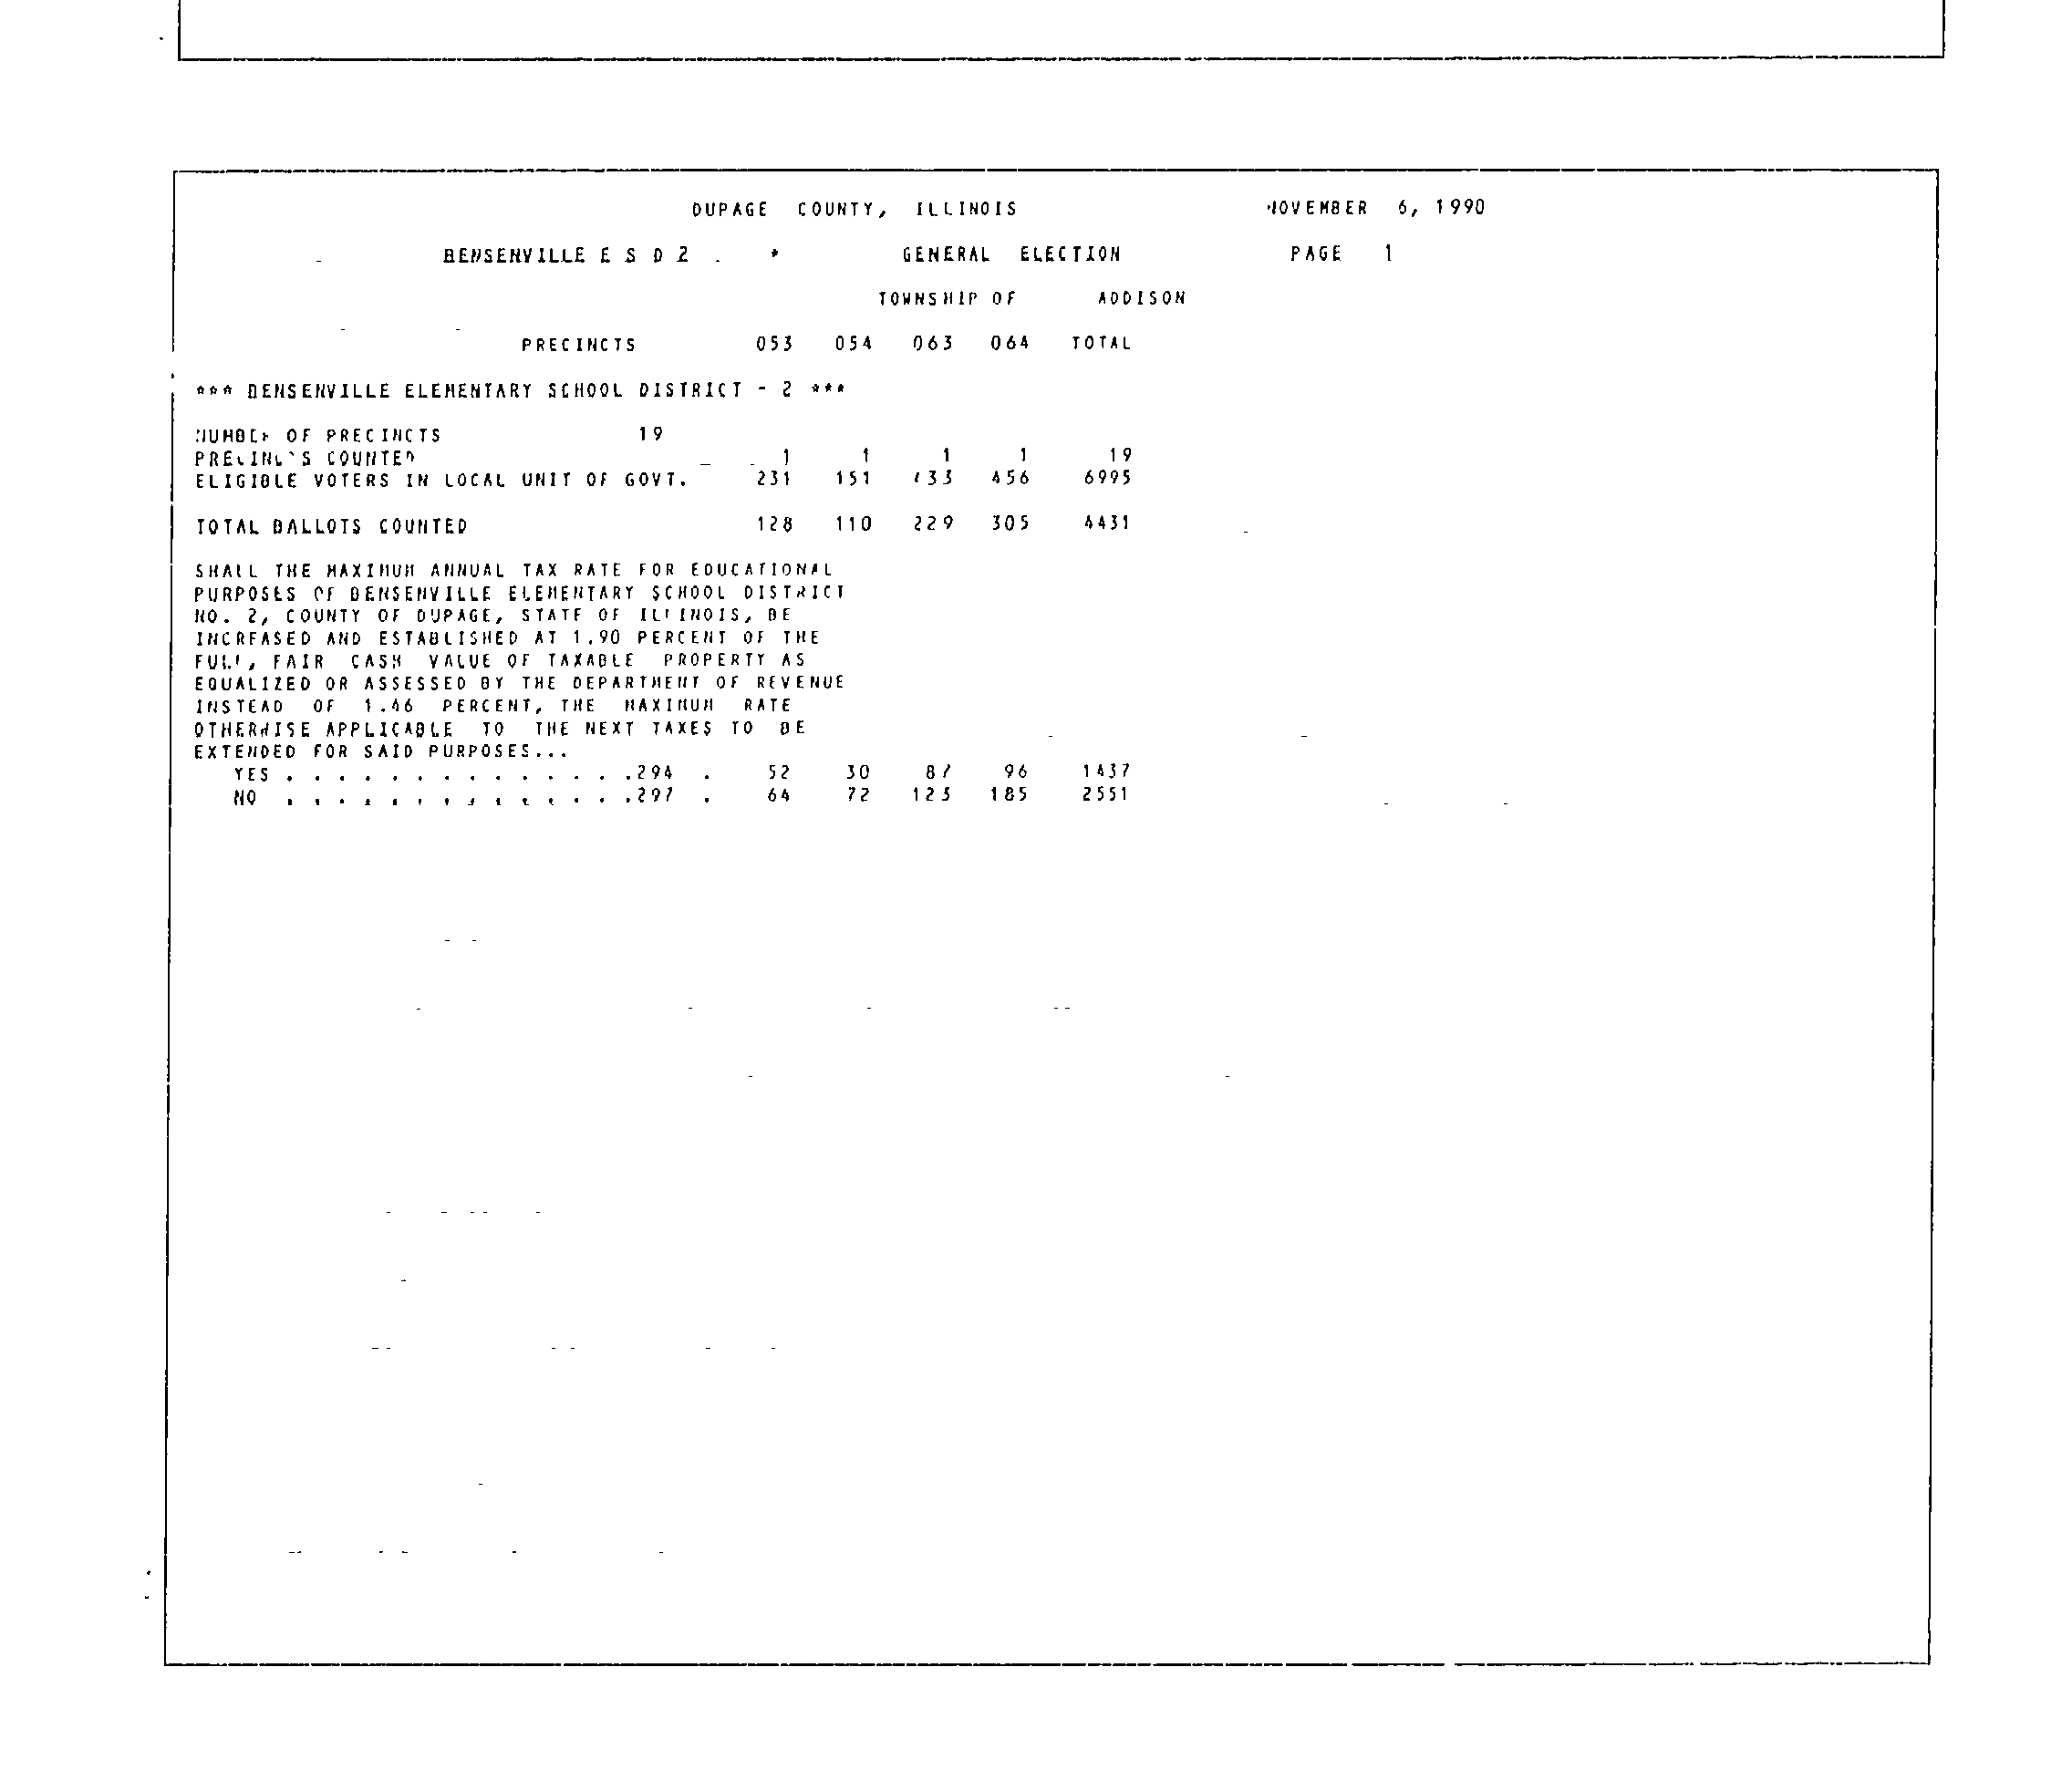 DUPAGE COUNTY, ILLINOIS NOVEMBER 6, 1990
BENSENVILLE E S D 2 . * GENERAL ELECTION PAGE 1
TOWNSHIP OF ADDISON
PRECINCTS 053 054 063 064 TOTAL
*** BENSENVILLE ELEMENTARY SCHOOL DISTRICT - 2 ***
NUMBER OF PRECINCTS 19
PRECINCTS COUNTED 1 1 1 1 19
ELIGIBLE VOTERS IN LOCAL UNIT OF GOVT. 231 151 456 6995
TOTAL BALLOTS COUNTED 128 110 229 305 4431
SHALL THE MAXIMUM ANNUAL TAX RATE FOR EDUCATIONAL
PURPOSES OF BENSENVILLE ELEMENTARY SCHOOL DISTRICT
NO. 2, COUNTY OF DUPAGE, STATE OF ILLINOIS, BE
INCREASED AND ESTABLISHED AT 1.90 PERCENT OF THE
FULL, FAIR CASH VALUE OF TAXABLE PROPERTY AS
EQUALIZED OR ASSESSED BY THE DEPARTMENT OF REVENUE
INSTEAD OF 1.46 PERCENT, THE MAXIMUM RATE
OTHERWISE APPLICABLE TO THE NEXT TAXES TO BE
EXTENDED FOR SAID PURPOSES...
YES . . . . . . . . . . . . . .294 . 52 30 87 96 1437
NO . . . . . . . . . . . . . .297 . 64 72 123 185 2551